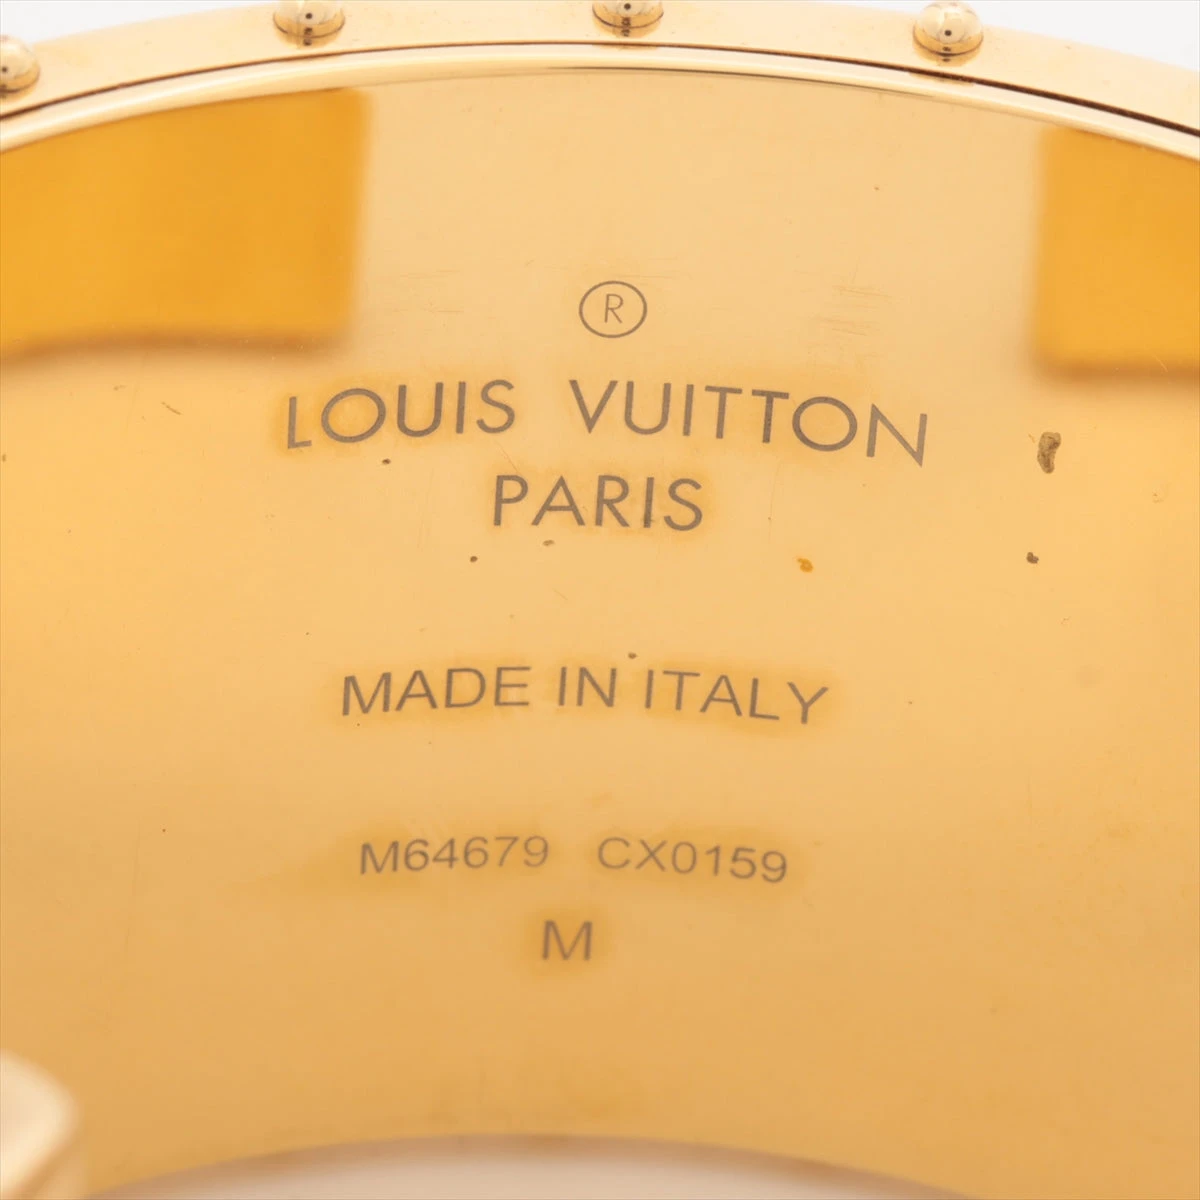 ®
LOUIS VUITTON
PARIS
MADE IN ITALY
M64679 CX0159
M